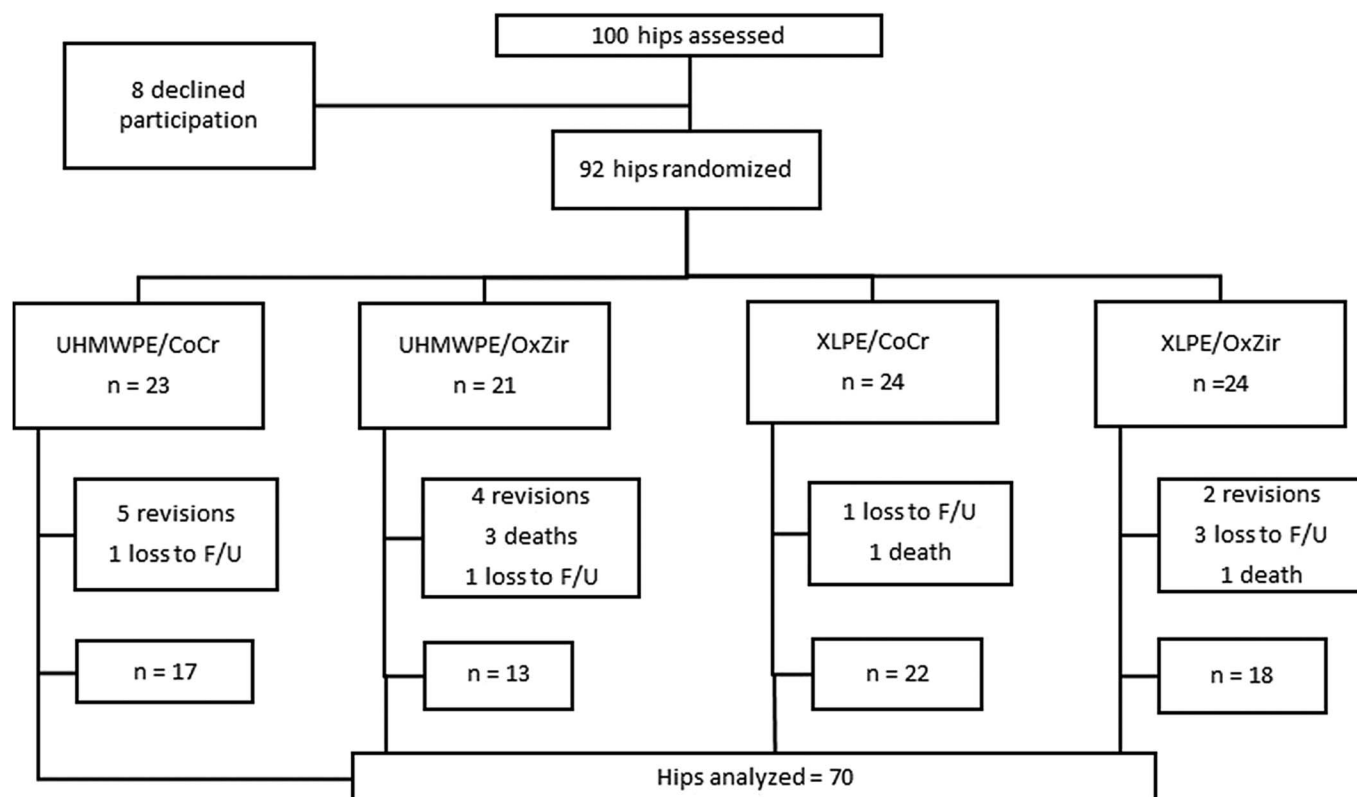 100 hips assessed
8 declined
participation
92 hips randomized
UHMWPE/CoCr
n = 23
UHMWPE/OxZir
n = 21
XLPE/CoCr
n = 24
XLPE/OxZir
n =24
5 revisions
1 loss to F/U
4 revisions
3 deaths
1 loss to F/U
1 loss to F/U
1 death
2 revisions
3 loss to F/U
1 death
n = 17
n = 13
n = 22
n = 18
Hips analyzed = 70